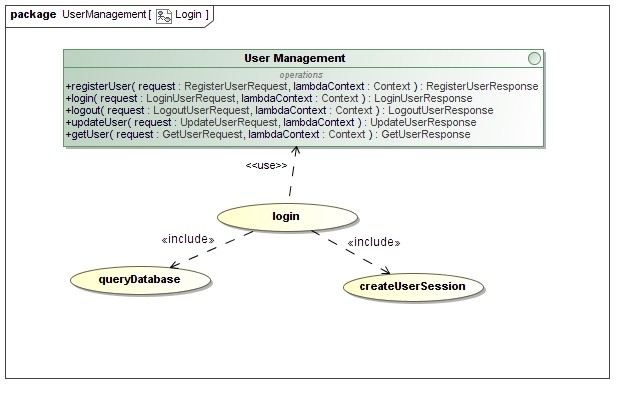 package UserManagement [ Login ]
User Management
operations
+registerUser( request : RegisterUserRequest, lambdaContext : Context ) : RegisterUserResponse
+login( request : LoginUserRequest, lambdaContext : Context ) : LoginUserResponse
+logout( request : LogoutUserRequest, lambdaContext : Context ) : LogoutUserResponse
+updateUser( request : UpdateUserRequest, lambdaContext : Context ) : UpdateUserResponse
+getUser( request : GetUserRequest, lambdaContext : Context ) : GetUserResponse
<<use>>
login
«include»
«include»
queryDatabase
createUserSession